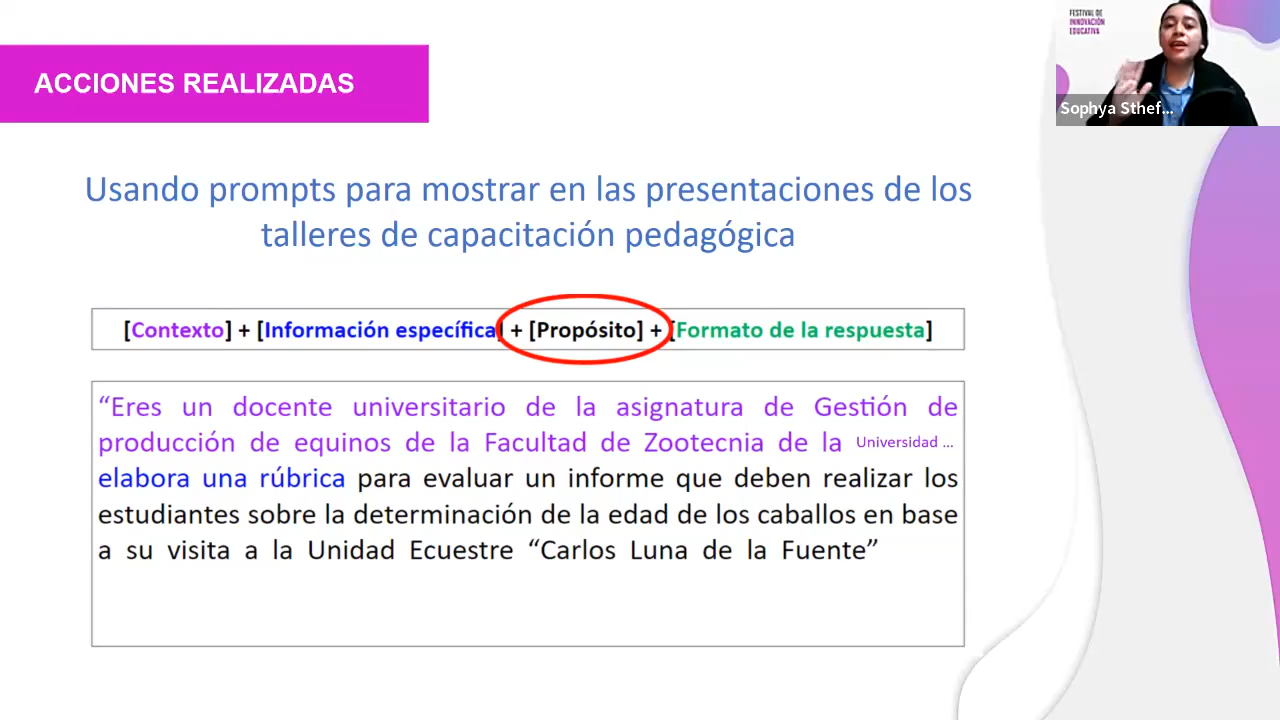 FESTIVAL DE
INNOVACIÓN
EDUCATIVA
ACCIONES REALIZADAS
Sophya Sthef...
Usando prompts para mostrar en las presentaciones de los
talleres de capacitación pedagógica
[Contexto] + [Información específica] + [Propósito] + [Formato de la respuesta]
“Eres un docente universitario de la asignatura de Gestión de
producción de equinos de la Facultad de Zootecnia de la Universidad ...
elabora una rúbrica para evaluar un informe que deben realizar los
estudiantes sobre la determinación de la edad de los caballos en base
a su visita a la Unidad Ecuestre “Carlos Luna de la Fuente”